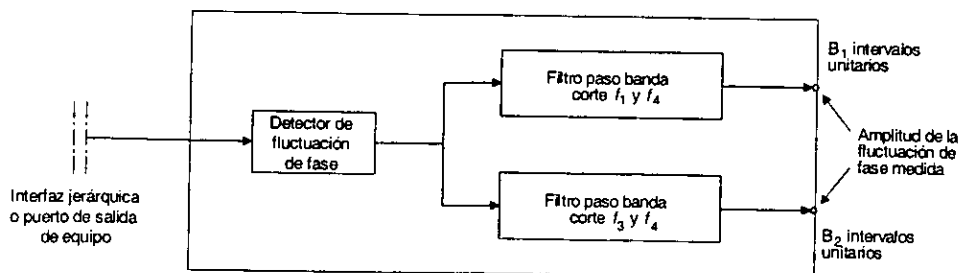 Interfaz jerárquica
o puerto de salida
de equipo
Detector de
fluctuación
de fase
Filtro paso banda
corte f1 y f4
Filtro paso banda
corte f3 y f4
B1 intervalos
unitarios
Amplitud de la
fluctuación de
fase medida
B2 intervalos
unitarios